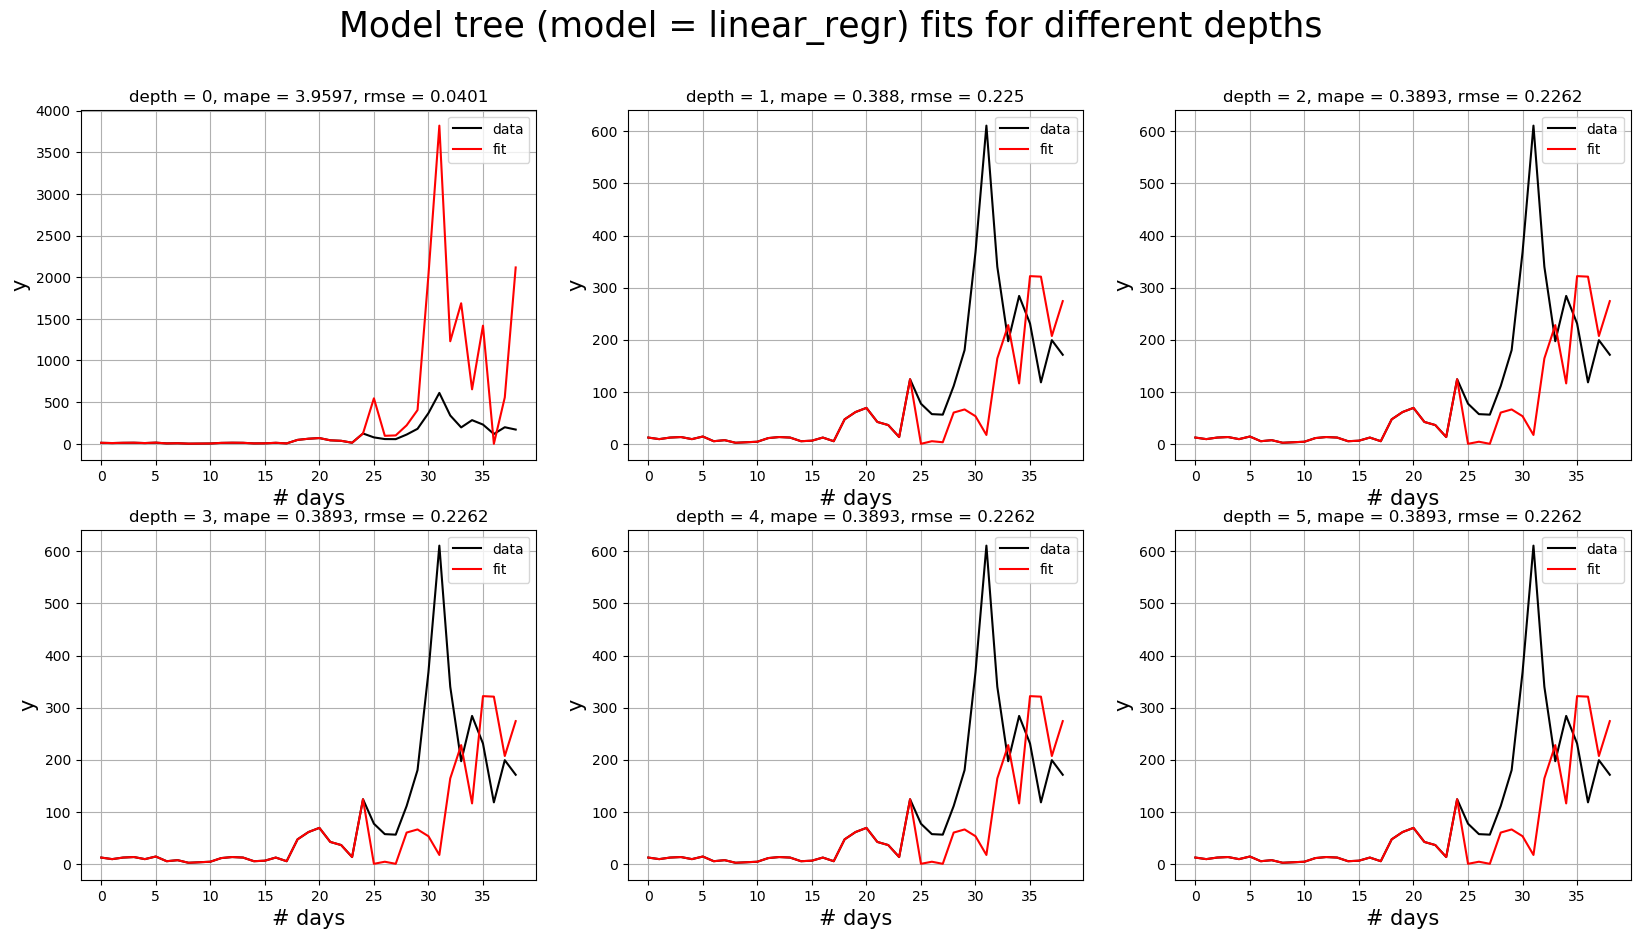 Model tree (model = linear_regr) fits for different depths
depth = 0, mape = 3.9597, rmse = 0.0401
4000
3500
3000
2500
2000
1500
1000
500
0
y
data
fit
0 5 10 15 20 25 30 35
# days
depth = 1, mape = 0.388, rmse = 0.225
600
500
400
300
200
100
0
y
data
fit
0 5 10 15 20 25 30 35
# days
depth = 2, mape = 0.3893, rmse = 0.2262
600
500
400
300
200
100
0
y
data
fit
0 5 10 15 20 25 30 35
# days
depth = 3, mape = 0.3893, rmse = 0.2262
600
500
400
300
200
100
0
y
data
fit
0 5 10 15 20 25 30 35
# days
depth = 4, mape = 0.3893, rmse = 0.2262
600
500
400
300
200
100
0
y
data
fit
0 5 10 15 20 25 30 35
# days
depth = 5, mape = 0.3893, rmse = 0.2262
600
500
400
300
200
100
0
y
data
fit
0 5 10 15 20 25 30 35
# days